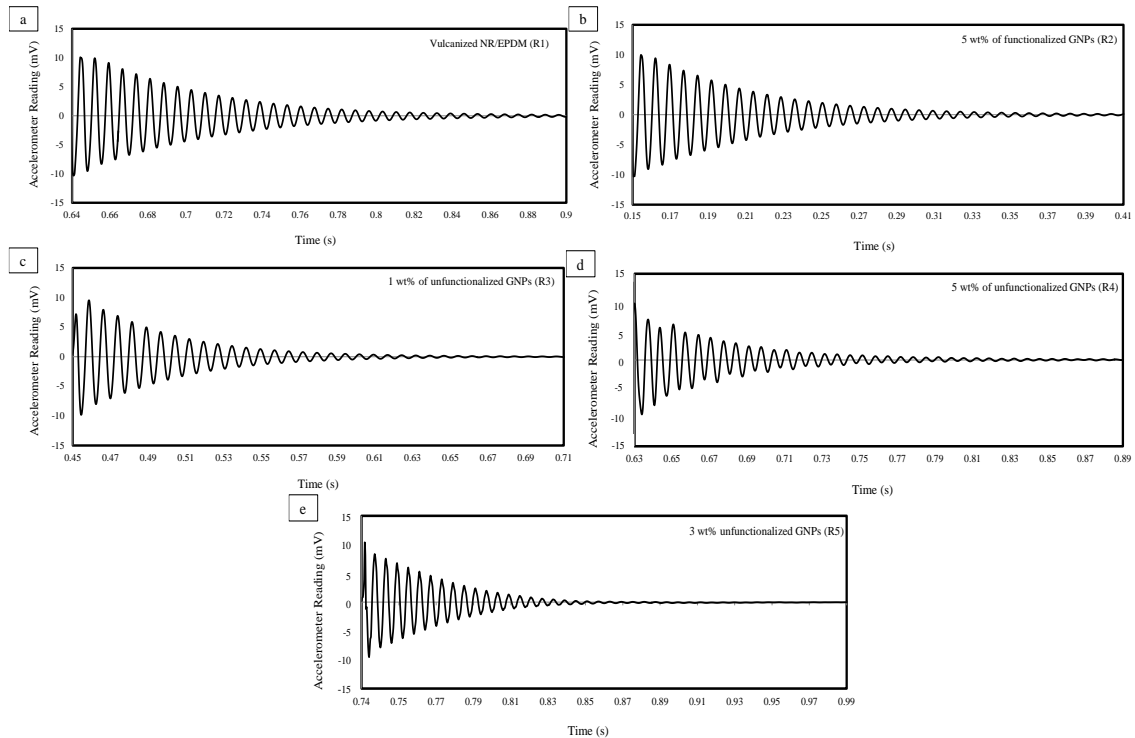 a
Vulcanized NR/EPDM (R1)
Accelerometer Reading (mV)
15
10
5
0
-5
-10
-15
0.64 0.66 0.68 0.7 0.72 0.74 0.76 0.78 0.8 0.82 0.84 0.86 0.88 0.9
Time (s)
b
5 wt% of functionalized GNPs (R2)
Accelerometer Reading (mV)
15
10
5
0
-5
-10
-15
0.15 0.17 0.19 0.21 0.23 0.25 0.27 0.29 0.31 0.33 0.35 0.37 0.39 0.41
Time (s)
c
1 wt% of unfunctionalized GNPs (R3)
Accelerometer Reading (mV)
15
10
5
0
-5
-10
-15
0.45 0.47 0.49 0.51 0.53 0.55 0.57 0.59 0.61 0.63 0.65 0.67 0.69 0.71
Time (s)
d
5 wt% of unfunctionalized GNPs (R4)
Accelerometer Reading (mV)
15
10
5
0
-5
-10
-15
0.63 0.65 0.67 0.69 0.71 0.73 0.75 0.77 0.79 0.81 0.83 0.85 0.87 0.89
Time (s)
e
3 wt% unfunctionalized GNPs (R5)
Accelerometer Reading (mV)
15
10
5
0
-5
-10
-15
0.74 0.75 0.77 0.79 0.81 0.83 0.85 0.87 0.89 0.91 0.93 0.95 0.97 0.99
Time (s)